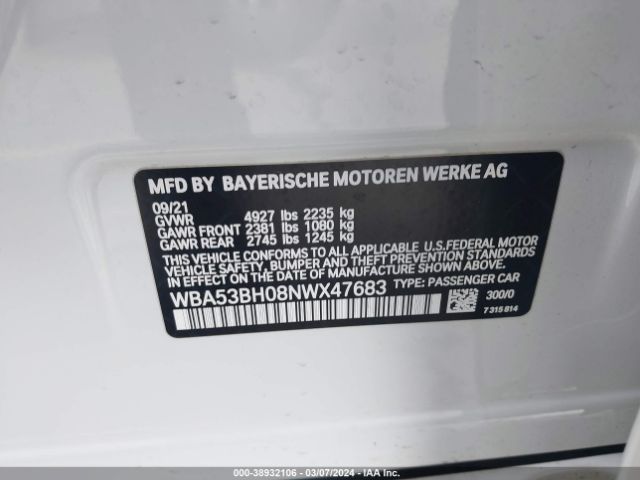 MFD BY BAYERISCHE MOTOREN WERKE AG
09/21
GVWR 4927 lbs 2235 kg
GAWR FRONT 2381 lbs 1080 kg
GAWR REAR 2745 lbs 1245 kg
THIS VEHICLE CONFORMS TO ALL APPLICABLE U.S.FEDERAL MOTOR
VEHICLE SAFETY, BUMPER, AND THEFT PREVENTION STANDARDS
IN EFFECT ON THE DATE OF MANUFACTURE SHOWN ABOVE.
WBA53BH08NWX47683 TYPE: PASSENGER CAR
300/0
7 315 814
000-38932106 - 03/07/2024 - IAA Inc.